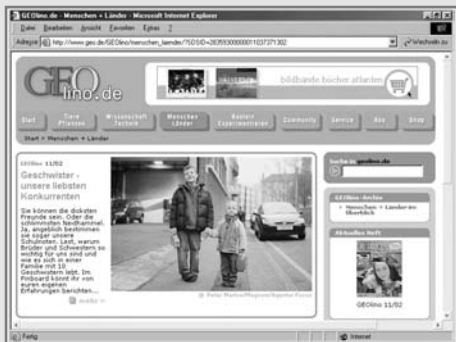 GEOlino.de - Menschen + Länder - Microsoft Internet Explorer
Datei Bearbeiten Ansicht Favoriten Extras ?
Adresse http://www.geo.de/GEOlino/menschen_laender/?SDSID=
Wechseln zu
GEO
lino.de
bildbände bücher atlanten
Start
Tiere
Pflanzen
Wissenschaft
Technik
Menschen
Länder
Basteln
Experimentieren
Community
Service
Abo
Shop
Start > Menschen + Länder
GEOlino 11/02
Geschwister -
unsere liebsten
Konkurrenten
Sie können die dicksten
Freunde sein. Oder die
schlimmsten Neidhammel.
Ja, angeblich bestimmen
sie sogar unsere
Schulnoten. Lest, warum
Brüder und Schwestern so
wichtig für uns sind und
wie es sich in einer
Familie mit 10
Geschwistern lebt. Im
Pinboard könnt ihr von
euren eigenen
Erfahrungen berichten...
mehr »
© Peter Marlow/Magnum/Agentur Focus
Suche in geolino.de
GEOlino-Archiv
Menschen + Länder im
Überblick
Aktuelles Heft
GEOlino 11/02
Fertig
Internet